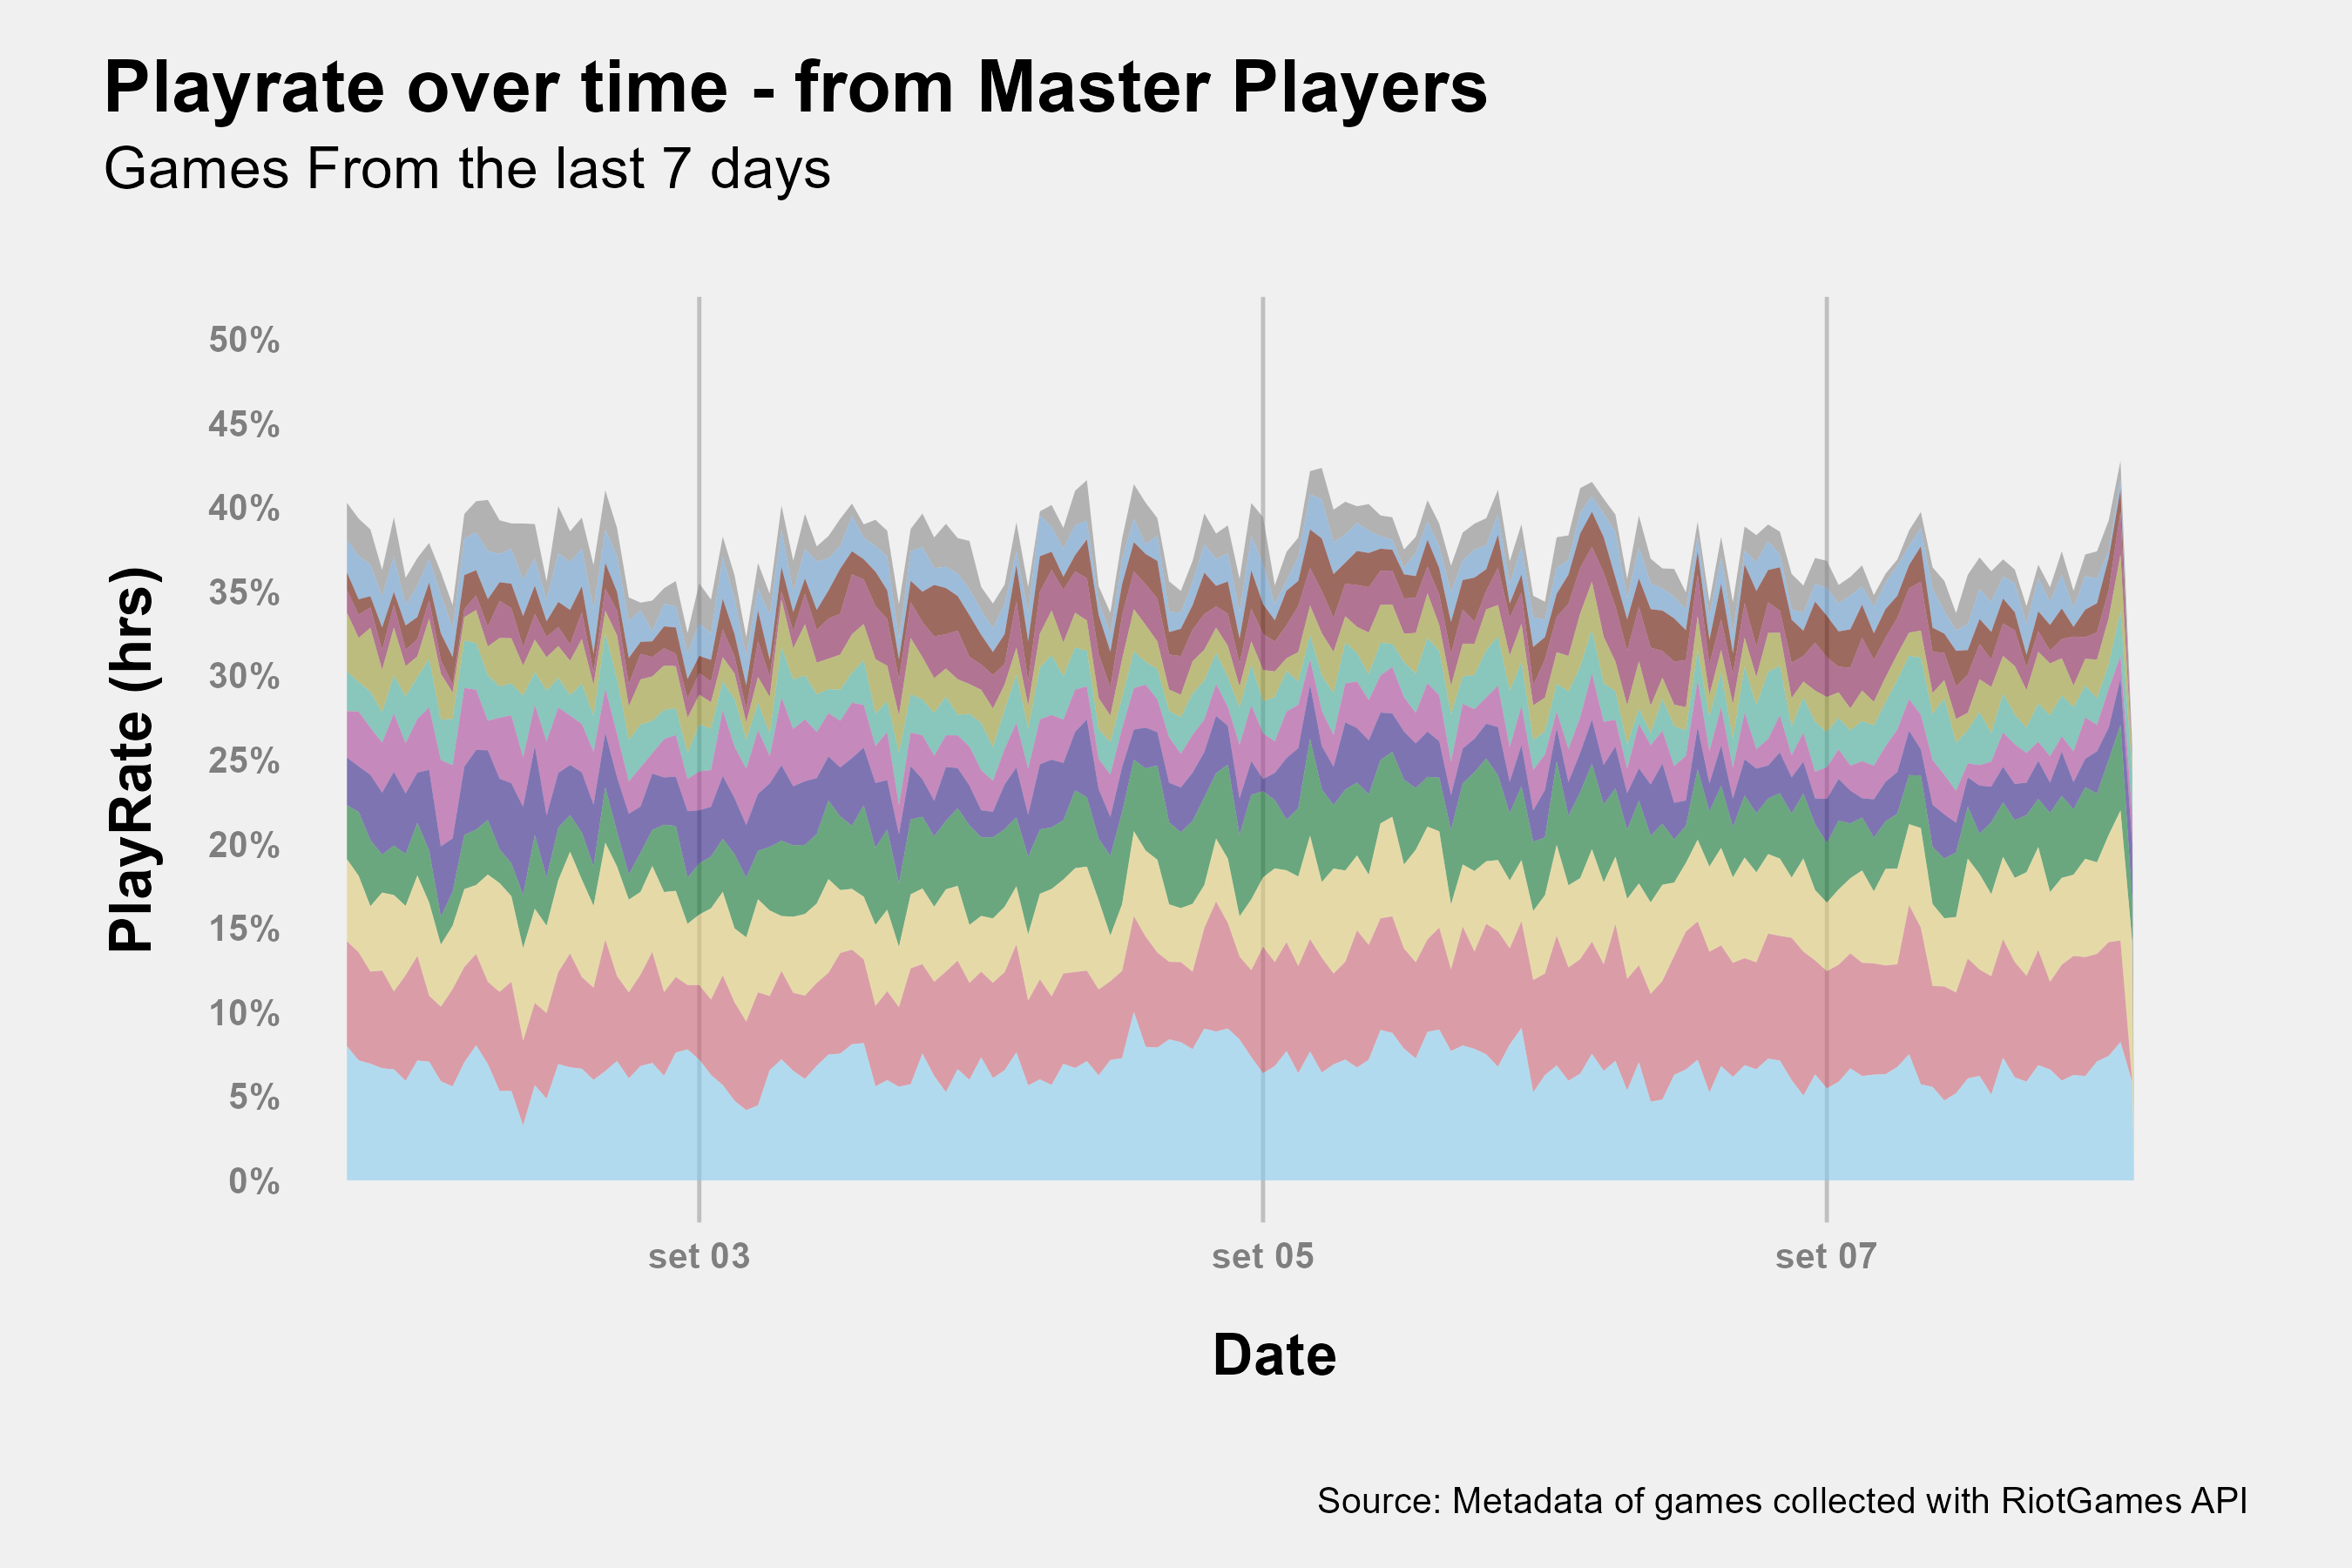 Playrate over time - from Master Players
Games From the last 7 days
50%
45%
40%
35%
30%
25%
20%
15%
10%
5%
0%
PlayRate (hrs)
set 03
set 05
set 07
Date
Source: Metadata of games collected with RiotGames API